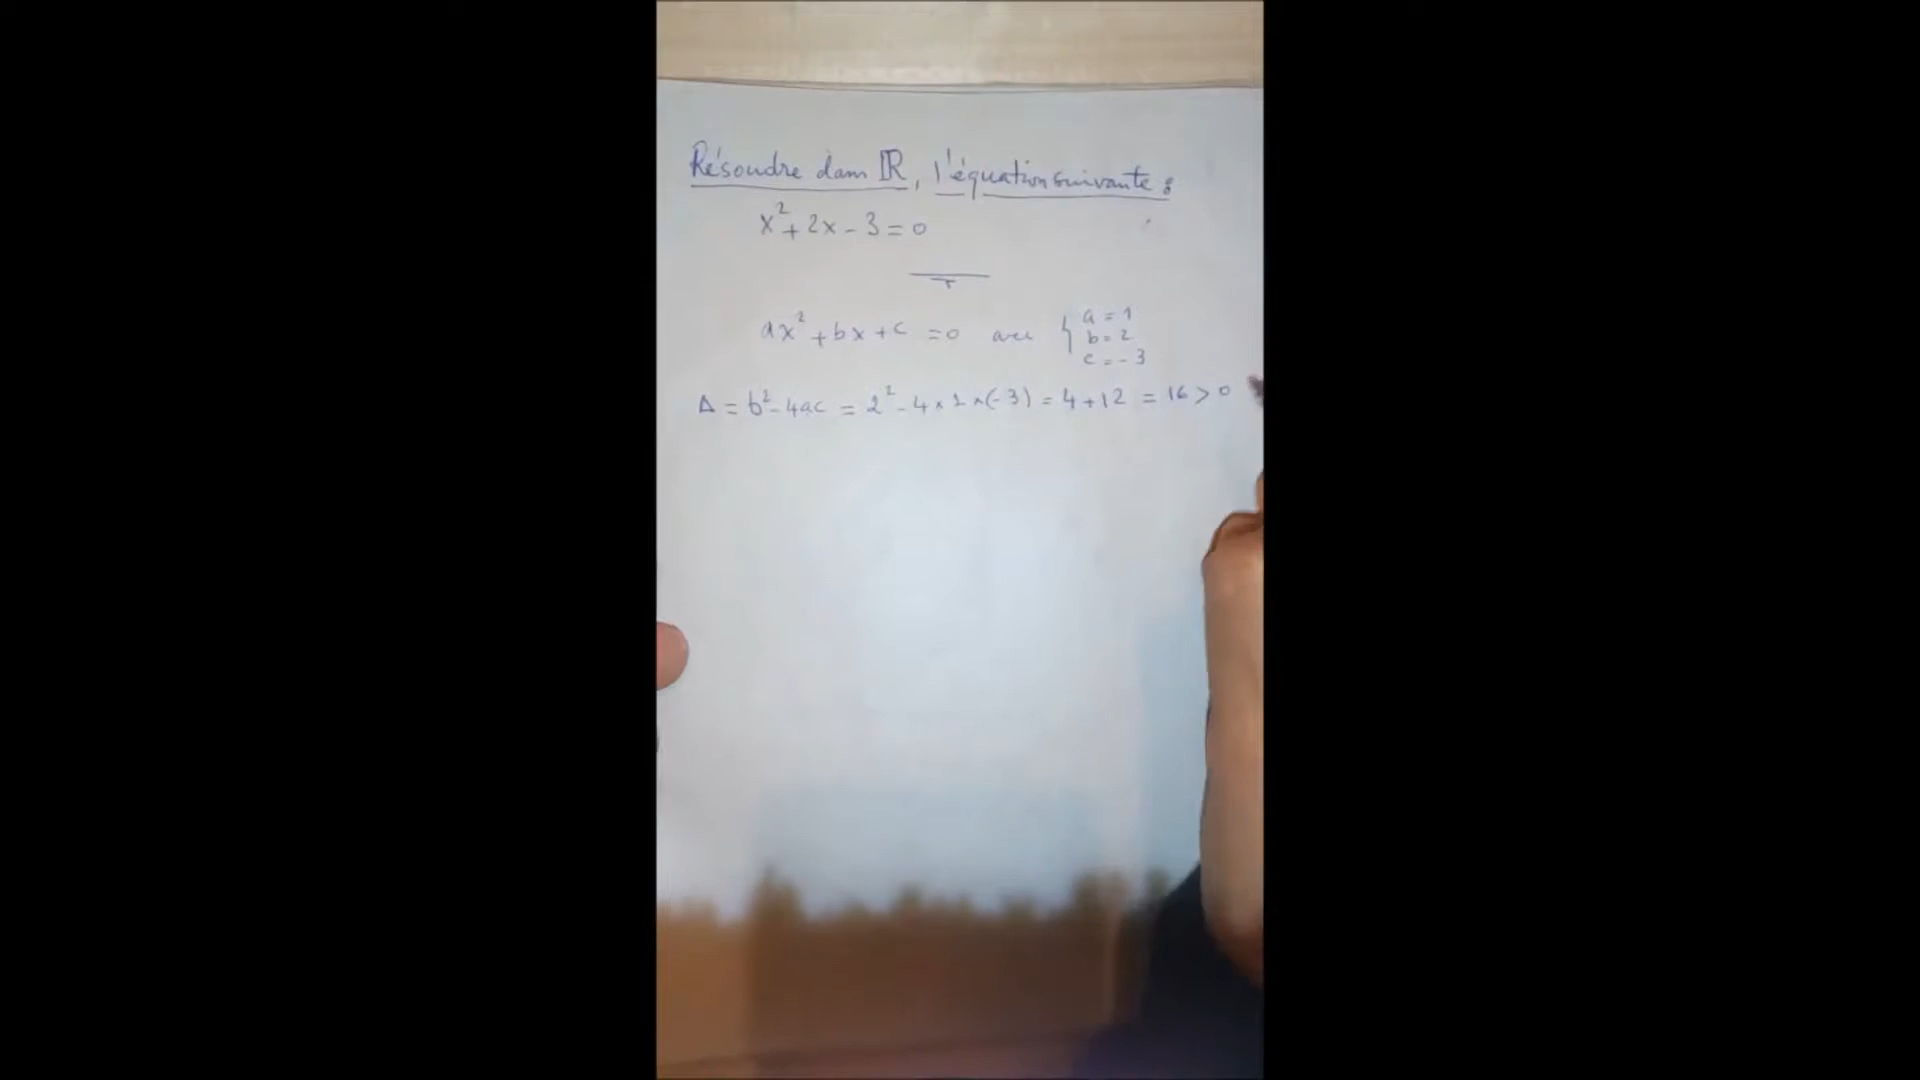 Résoudre dans ℝ, l'équation suivante :
x² + 2x - 3 = 0
ax² + bx + c = 0 avec { a = 1
b = 2
c = - 3
Δ = b² - 4ac = 2² - 4 × 1 × (-3) = 4 + 12 = 16 > 0